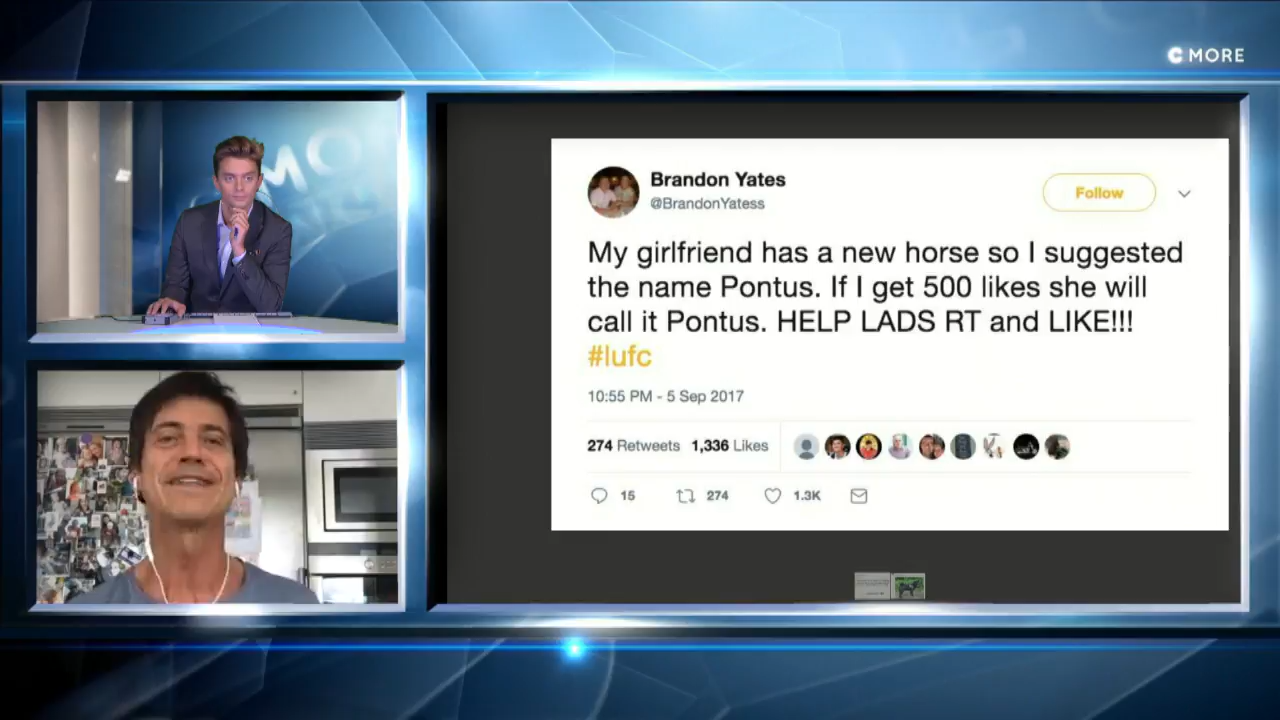 C MORE
Brandon Yates
@BrandonYatess
Follow
My girlfriend has a new horse so I suggested
the name Pontus. If I get 500 likes she will
call it Pontus. HELP LADS RT and LIKE!!!
#lufc
10:55 PM - 5 Sep 2017
274 Retweets 1,336 Likes
15 274 1.3K